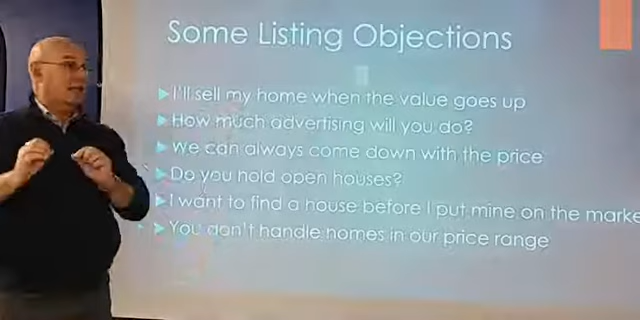 Some Listing Objections
I'll sell my home when the value goes up
How much advertising will you do?
We can always come down with the price
Do you hold open houses?
I want to find a house before I put mine on the marke
You don't handle homes in our price range